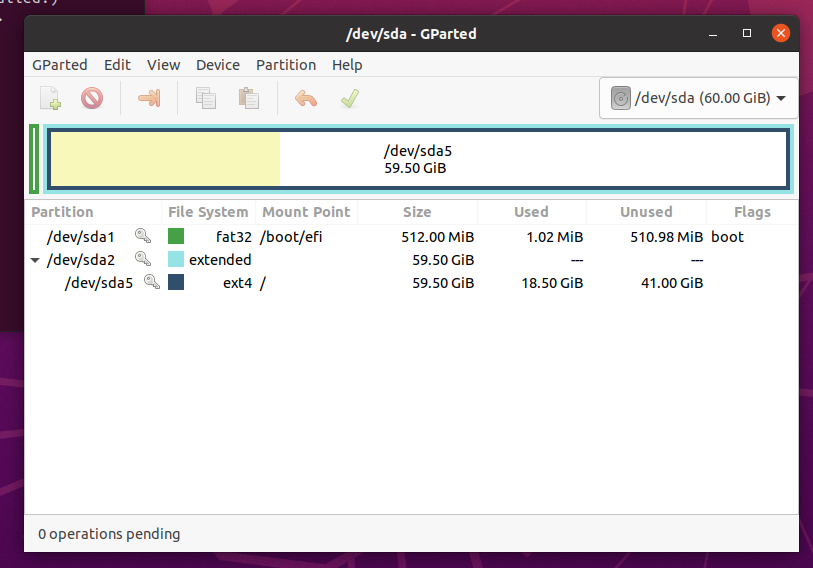 /dev/sda - GParted
GParted Edit View Device Partition Help
/dev/sda (60.00 GiB)
/dev/sda5
59.50 GiB
Partition File System Mount Point Size Used Unused Flags
/dev/sda1 fat32 /boot/efi 512.00 MiB 1.02 MiB 510.98 MiB boot
/dev/sda2 extended 59.50 GiB --- ---
/dev/sda5 ext4 / 59.50 GiB 18.50 GiB 41.00 GiB
0 operations pending